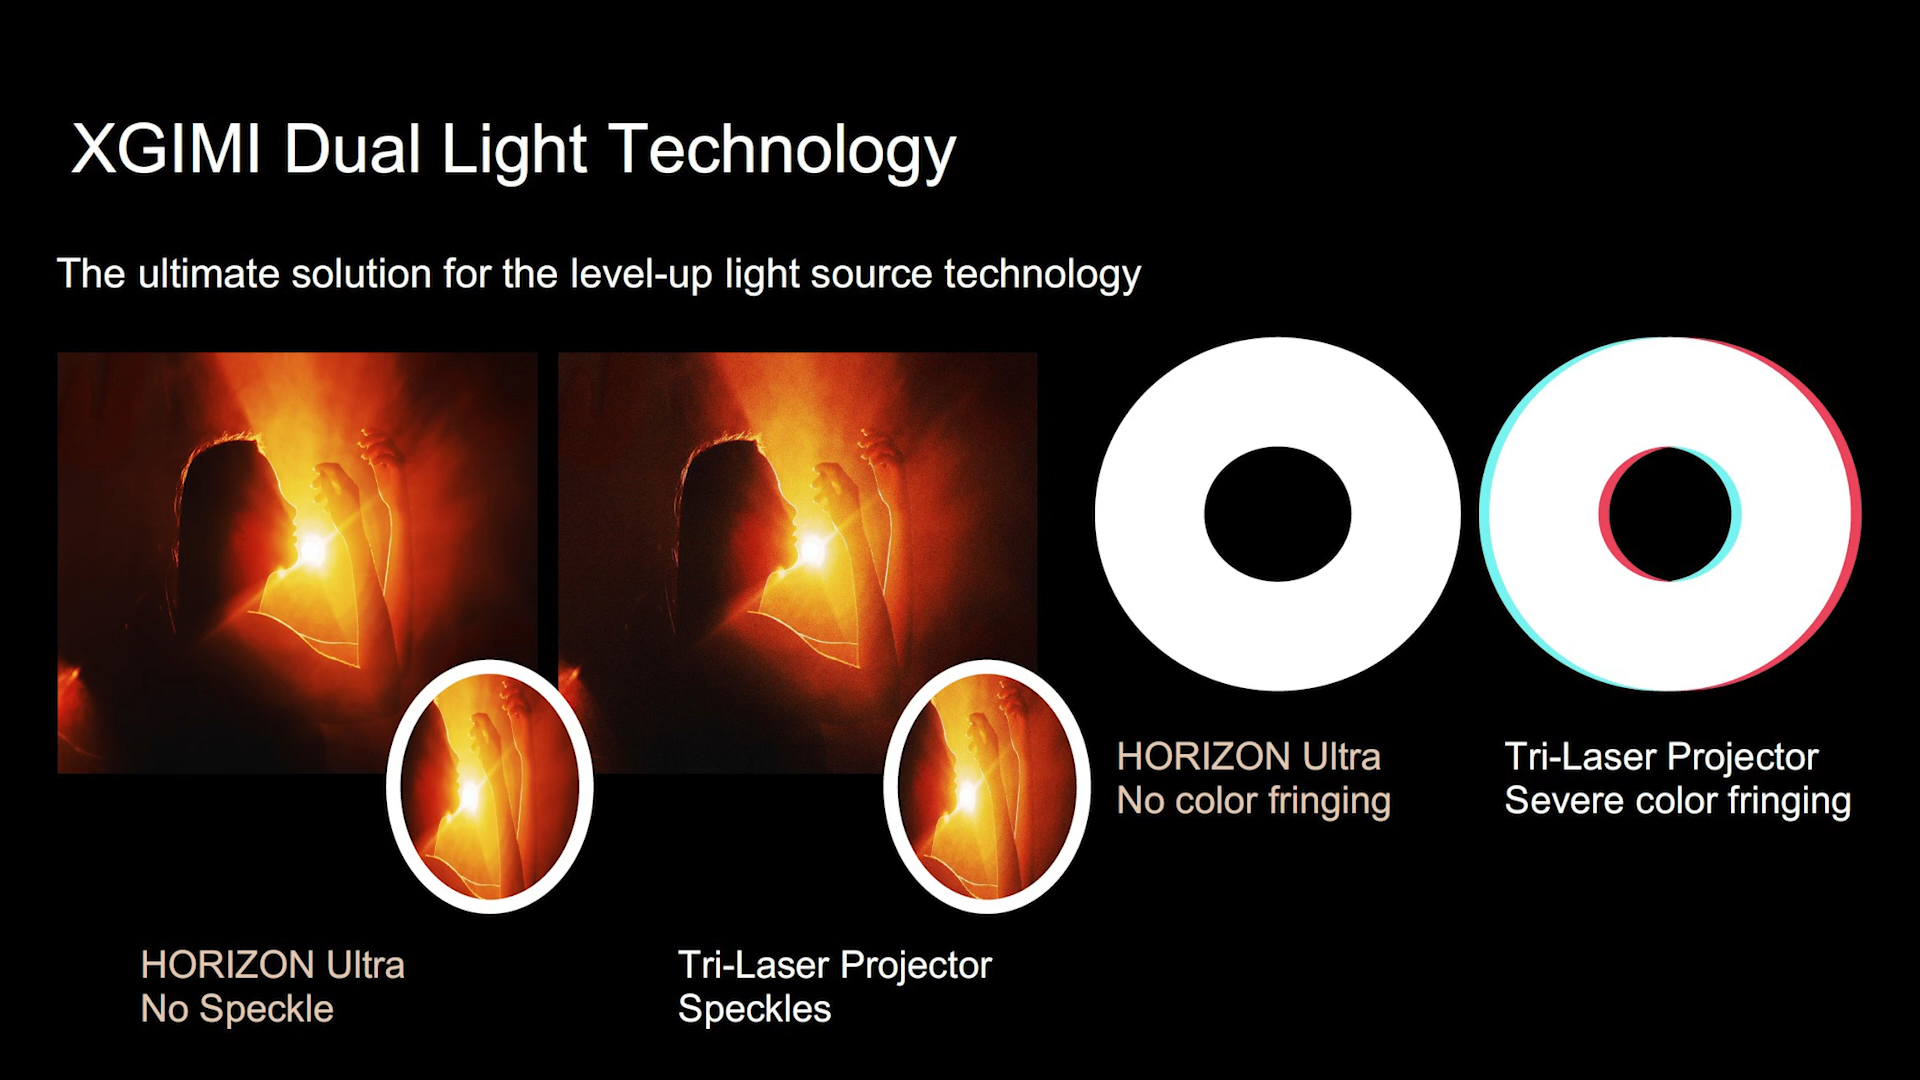 XGIMI Dual Light Technology
The ultimate solution for the level-up light source technology
HORIZON Ultra
No Speckle
Tri-Laser Projector
Speckles
HORIZON Ultra
No color fringing
Tri-Laser Projector
Severe color fringing